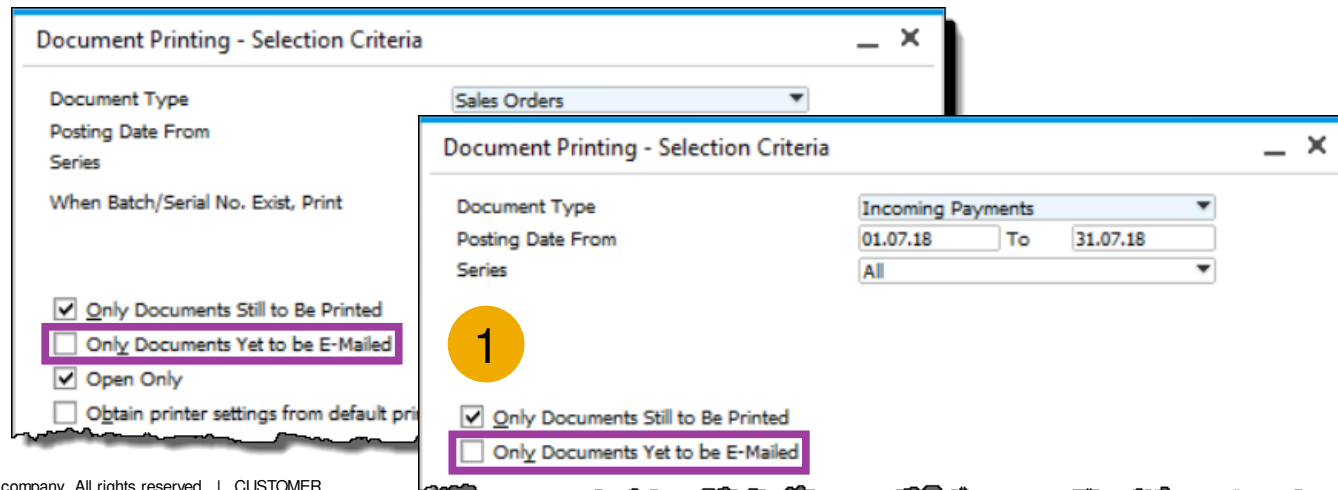 Document Printing - Selection Criteria
Document Type
Sales Orders
Posting Date From
Series
When Batch/Serial No. Exist, Print
Only Documents Still to Be Printed
Only Documents Yet to be E-Mailed
Open Only
Obtain printer settings from default
Document Printing - Selection Criteria
Document Type
Incoming Payments
Posting Date From
01.07.18
To
31.07.18
Series
All
1
Only Documents Still to Be Printed
Only Documents Yet to be E-Mailed
company. All rights reserved. | CUSTOMER